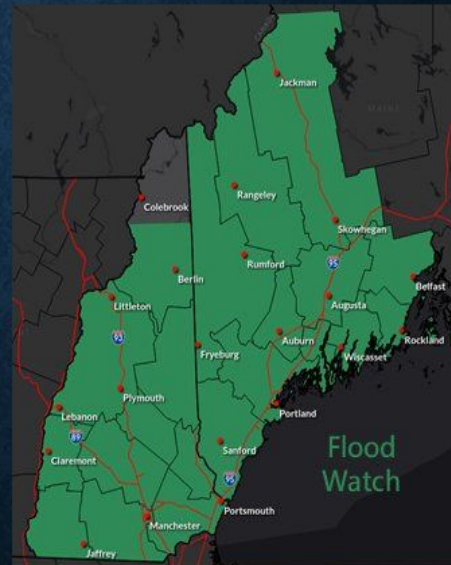 Jackman
MAINE
Rangeley
Colebrook
Skowhegan
Rumford
Berlin
95
Belfast
Littleton
Augusta
93
Auburn
Rockland
Fryeburg
Wiscasset
Plymouth
Portland
Lebanon
89
Sanford
Flood
Watch
Claremont
95
Portsmouth
Manchester
Jaffrey